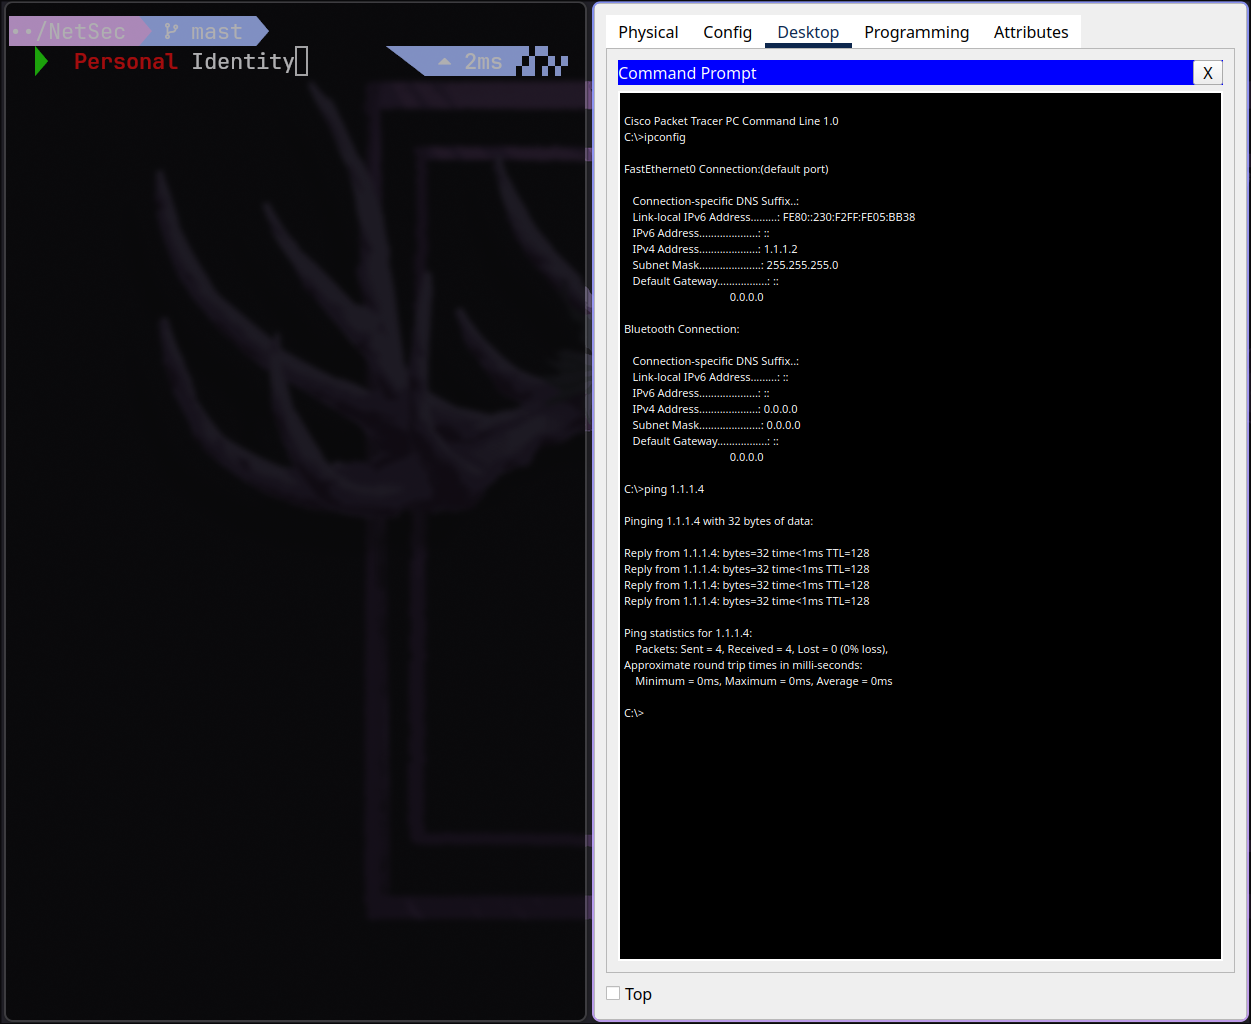 ··/NetSec mast
Personal Identity
2ms
Physical Config Desktop Programming Attributes
Command Prompt X
Cisco Packet Tracer PC Command Line 1.0
C:\>ipconfig
FastEthernet0 Connection:(default port)
Connection-specific DNS Suffix..:
Link-local IPv6 Address.........: FE80::230:F2FF:FE05:BB38
IPv6 Address....................: ::
IPv4 Address....................: 1.1.1.2
Subnet Mask.....................: 255.255.255.0
Default Gateway.................: ::
0.0.0.0
Bluetooth Connection:
Connection-specific DNS Suffix..:
Link-local IPv6 Address.........: ::
IPv6 Address....................: ::
IPv4 Address....................: 0.0.0.0
Subnet Mask.....................: 0.0.0.0
Default Gateway.................: ::
0.0.0.0
C:\>ping 1.1.1.4
Pinging 1.1.1.4 with 32 bytes of data:
Reply from 1.1.1.4: bytes=32 time<1ms TTL=128
Reply from 1.1.1.4: bytes=32 time<1ms TTL=128
Reply from 1.1.1.4: bytes=32 time<1ms TTL=128
Reply from 1.1.1.4: bytes=32 time<1ms TTL=128
Ping statistics for 1.1.1.4:
Packets: Sent = 4, Received = 4, Lost = 0 (0% loss),
Approximate round trip times in milli-seconds:
Minimum = 0ms, Maximum = 0ms, Average = 0ms
C:\>
Top